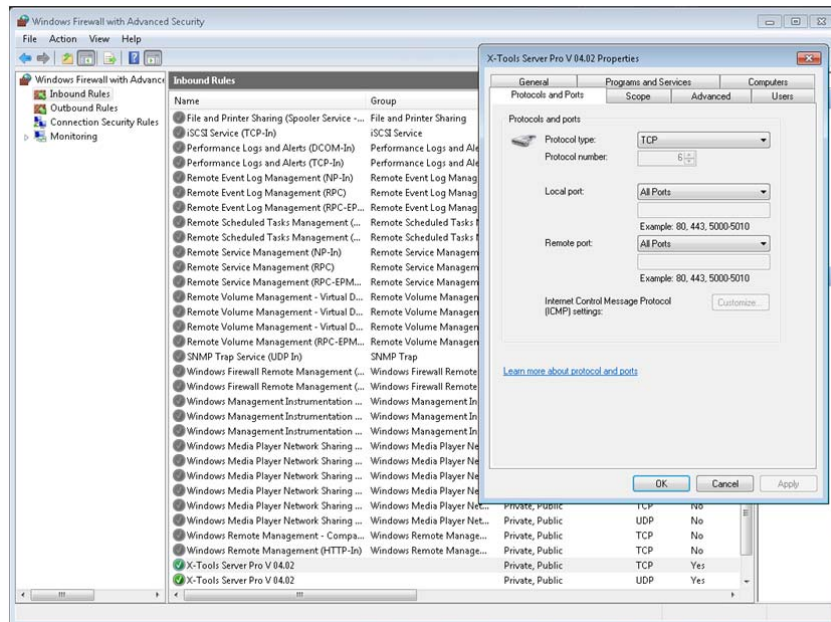 Windows Firewall with Advanced Security
File Action View Help
Windows Firewall with Advance
Inbound Rules
Outbound Rules
Connection Security Rules
Monitoring
Inbound Rules
Name Group
File and Printer Sharing (Spooler Service -... File and Printer Sharing
iSCSI Service (TCP-In) iSCSI Service
Performance Logs and Alerts (DCOM-In) Performance Logs and Ale
Performance Logs and Alerts (TCP-In) Performance Logs and Ale
Remote Event Log Management (NP-In) Remote Event Log Manag
Remote Event Log Management (RPC) Remote Event Log Manag
Remote Event Log Management (RPC-EP... Remote Event Log Manag
Remote Scheduled Tasks Management (... Remote Scheduled Tasks
Remote Scheduled Tasks Management (... Remote Scheduled Tasks
Remote Service Management (NP-In) Remote Service Managem
Remote Service Management (RPC) Remote Service Managem
Remote Service Management (RPC-EPM... Remote Service Managem
Remote Volume Management - Virtual D... Remote Volume Manager
Remote Volume Management - Virtual D... Remote Volume Manager
Remote Volume Management - Virtual D... Remote Volume Manager
Remote Volume Management (RPC-EPM... Remote Volume Manager
SNMP Trap Service (UDP In) SNMP Trap
Windows Firewall Remote Management (... Windows Firewall Remote
Windows Firewall Remote Management (... Windows Firewall Remote
Windows Management Instrumentation ... Windows Management In
Windows Management Instrumentation ... Windows Management In
Windows Management Instrumentation ... Windows Management In
Windows Media Player Network Sharing ... Windows Media Player Ne
Windows Media Player Network Sharing ... Windows Media Player Ne
Windows Media Player Network Sharing ... Windows Media Player Ne
Windows Media Player Network Sharing ... Windows Media Player Ne
Windows Media Player Network Sharing ... Windows Media Player Net... Private, Public TCP No
Windows Media Player Network Sharing ... Windows Media Player Net... Private, Public UDP No
Windows Remote Management - Compa... Windows Remote Manage... Private, Public TCP No
Windows Remote Management (HTTP-In) Windows Remote Manage... Private, Public TCP No
X-Tools Server Pro V 04.02 Private, Public TCP Yes
X-Tools Server Pro V 04.02 Private, Public UDP Yes
X-Tools Server Pro V 04.02 Properties
General Programs and Services Computers
Protocols and Ports Scope Advanced Users
Protocols and ports
Protocol type: TCP
Protocol number: 6
Local port: All Ports
Example: 80, 443, 5000-5010
Remote port: All Ports
Example: 80, 443, 5000-5010
Internet Control Message Protocol Customize...
(ICMP) settings:
Learn more about protocol and ports
OK Cancel Apply